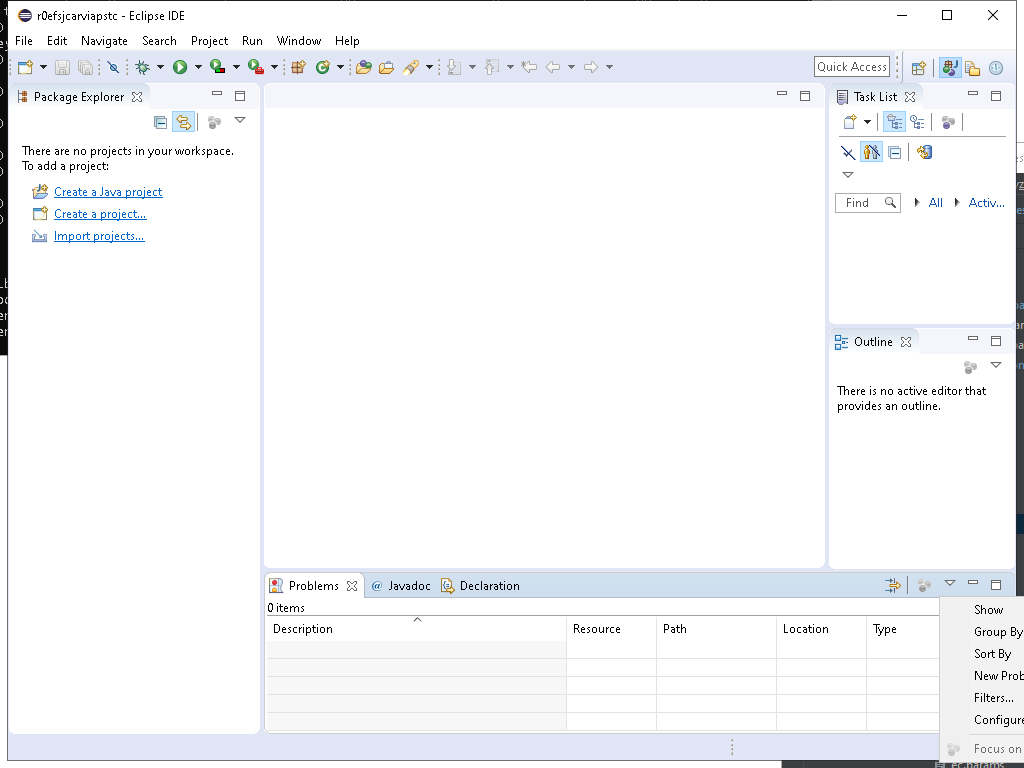 r0efsjcarviapstc - Eclipse IDE
File Edit Navigate Search Project Run Window Help
Quick Access
Package Explorer
Task List
There are no projects in your workspace.
To add a project:
Create a Java project
Create a project...
Import projects...
Find All Activ...
Outline
There is no active editor that
provides an outline.
Problems @ Javadoc Declaration
0 items
Description Resource Path Location Type
Show
Group By
Sort By
New Prob
Filters...
Configure
Focus on
ec.params